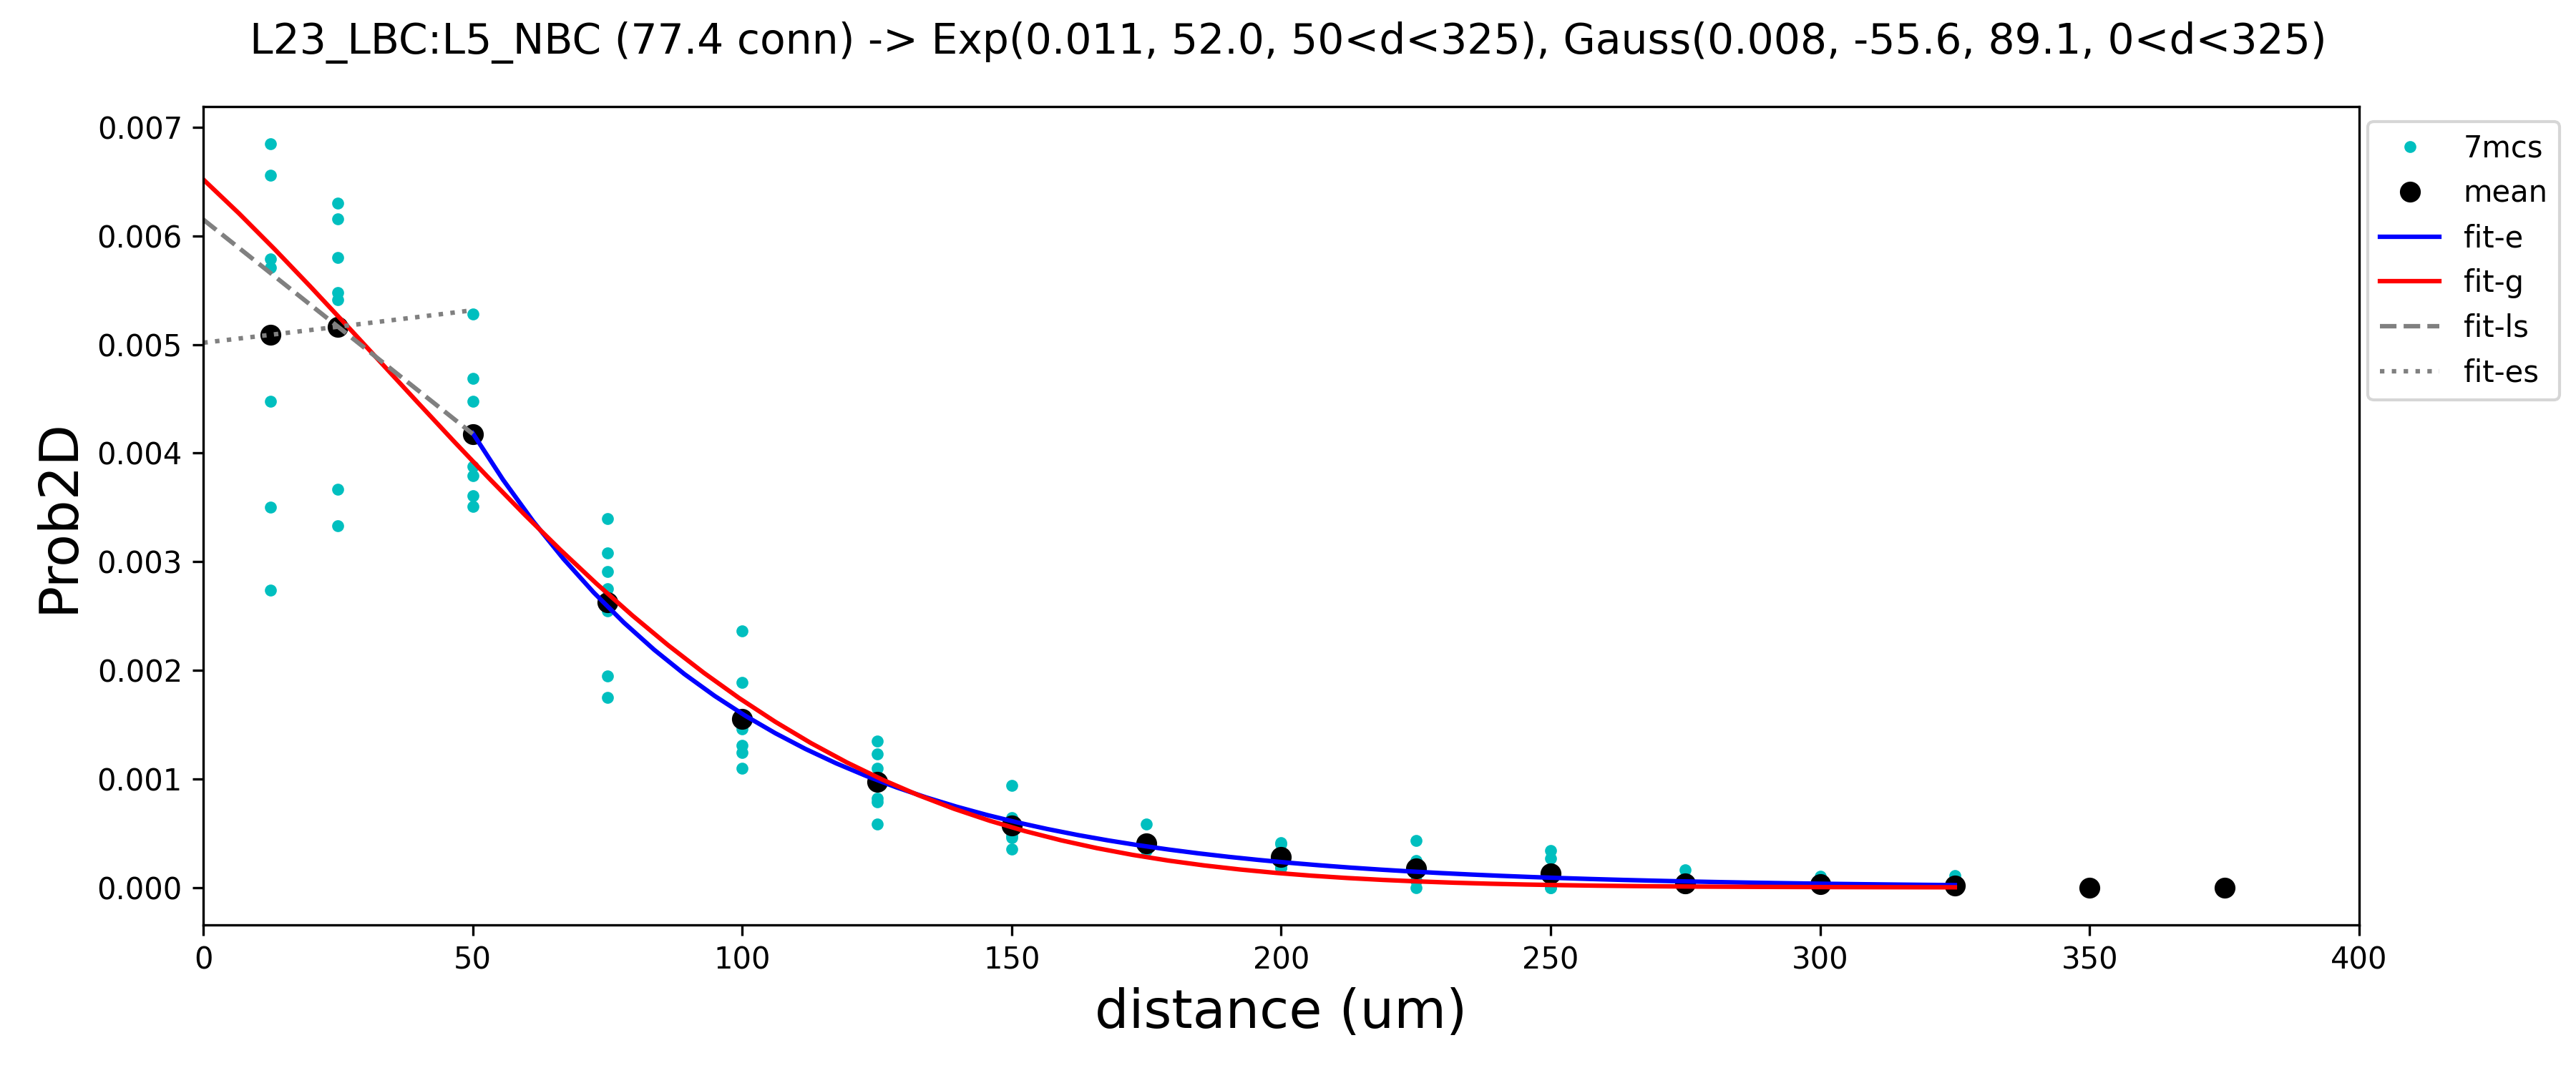 L23_LBC:L5_NBC (77.4 conn) -> Exp(0.011, 52.0, 50<d<325), Gauss(0.008, -55.6, 89.1, 0<d<325)
0.007
0.006
0.005
0.004
0.003
0.002
0.001
0.000
Prob2D
0 50 100 150 200 250 300 350 400
distance (um)
7mcs
mean
fit-e
fit-g
fit-ls
fit-es